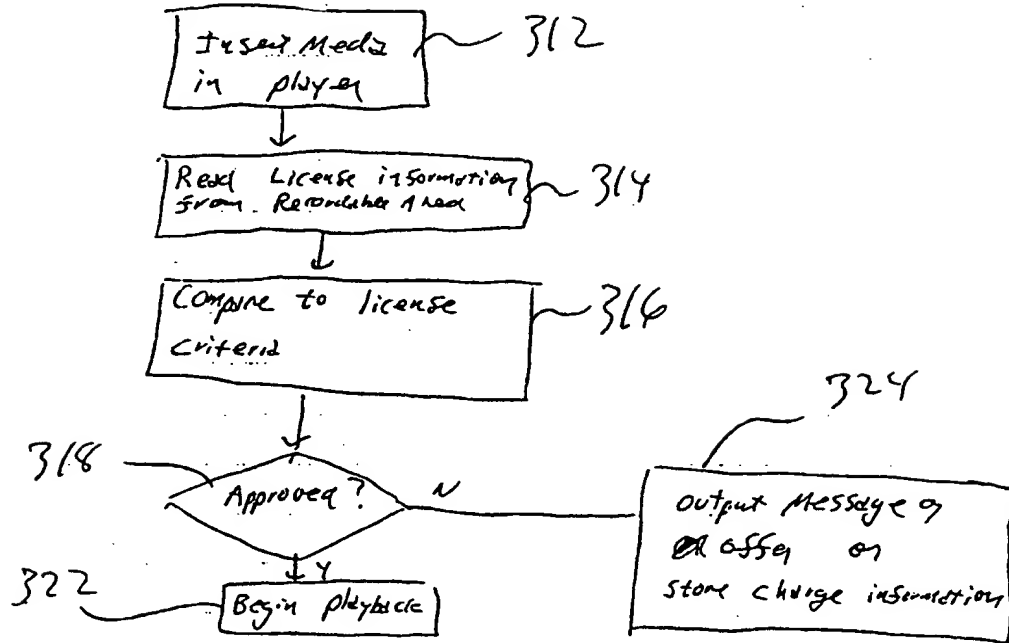 Insert Media
in player
312
Read License information
from Recordable Area
314
Compare to license
criteria
316
324
318
Approved?
N
output Message or
offer or
store charge information
Y
322
Begin playback